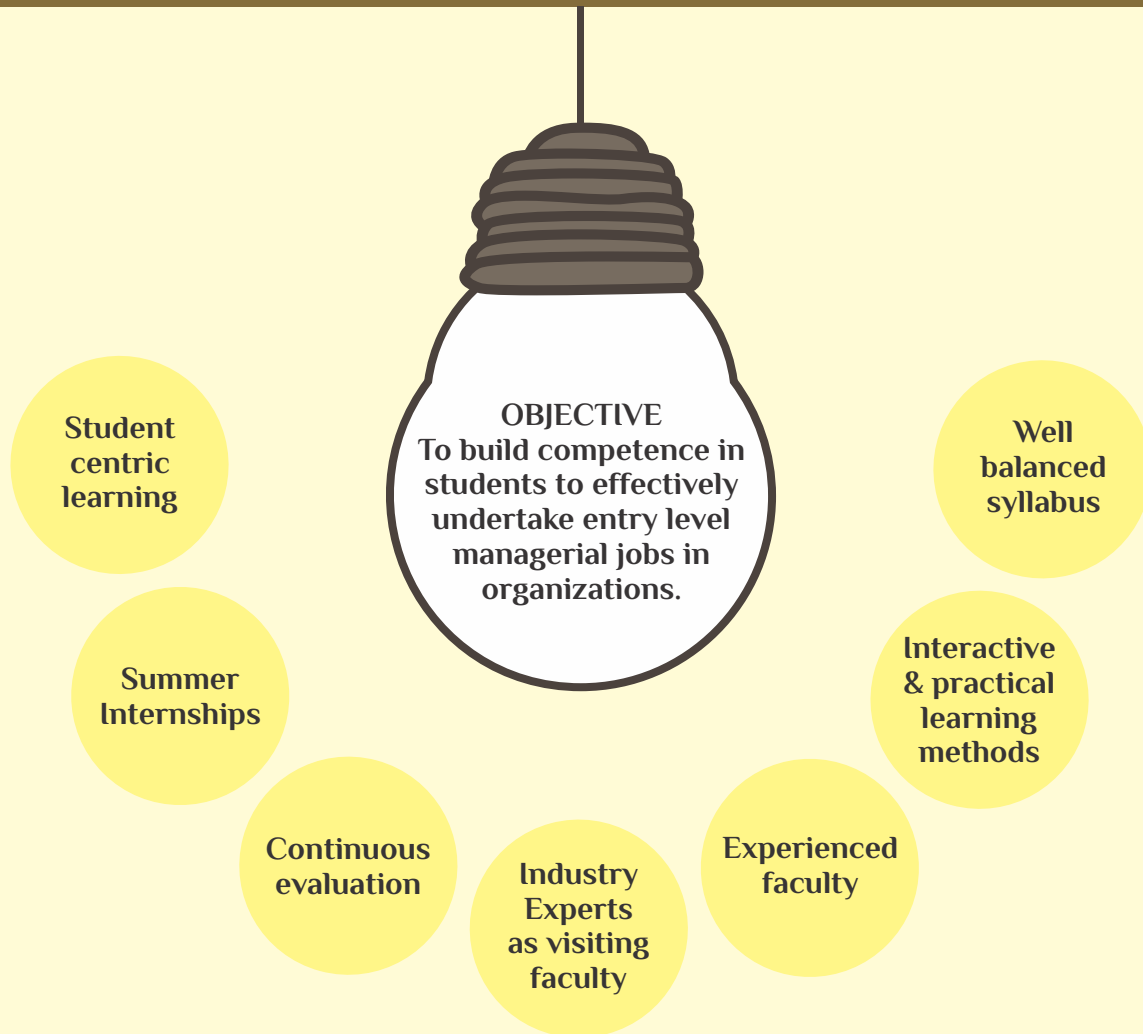 OBJECTIVE
To build competence in
students to effectively
undertake entry level
managerial jobs in
organizations.
Student
centric
learning
Summer
Internships
Continuous
evaluation
Industry
Experts
as visiting
faculty
Experienced
faculty
Interactive
& practical
learning
methods
Well
balanced
syllabus